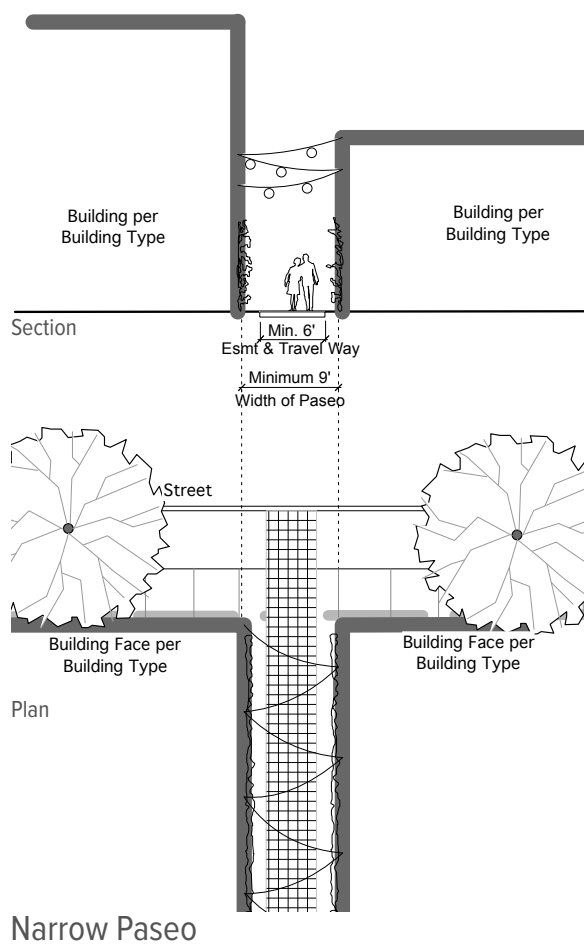 Building per
Building Type
Building per
Building Type
Section
Min. 6'
Esmt & Travel Way
Minimum 9'
Width of Paseo
Street
Building Face per
Building Type
Building Face per
Building Type
Plan
Narrow Paseo